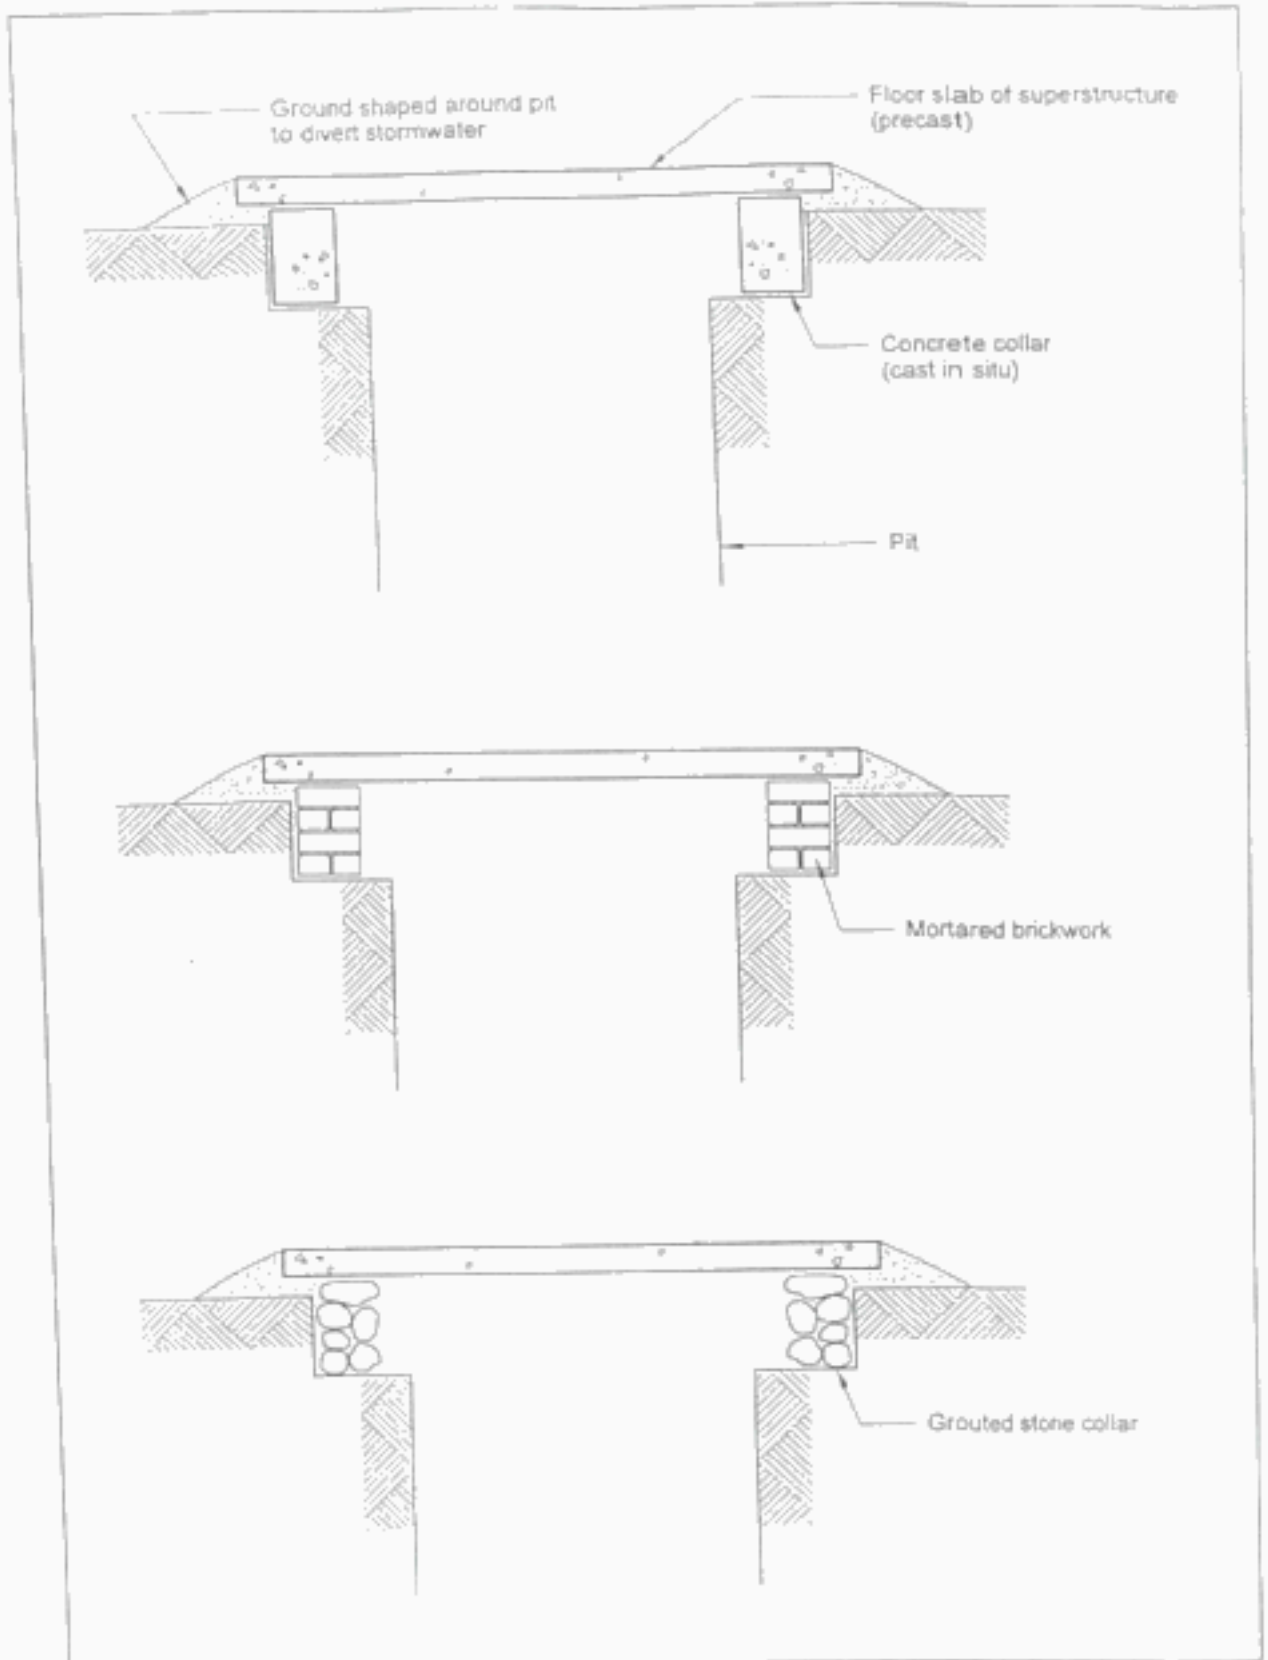 Ground shaped around pit
to divert stormwater
Floor slab of superstructure
(precast)
Concrete collar
(cast in situ)
Pit
Mortared brickwork
Grouted stone collar